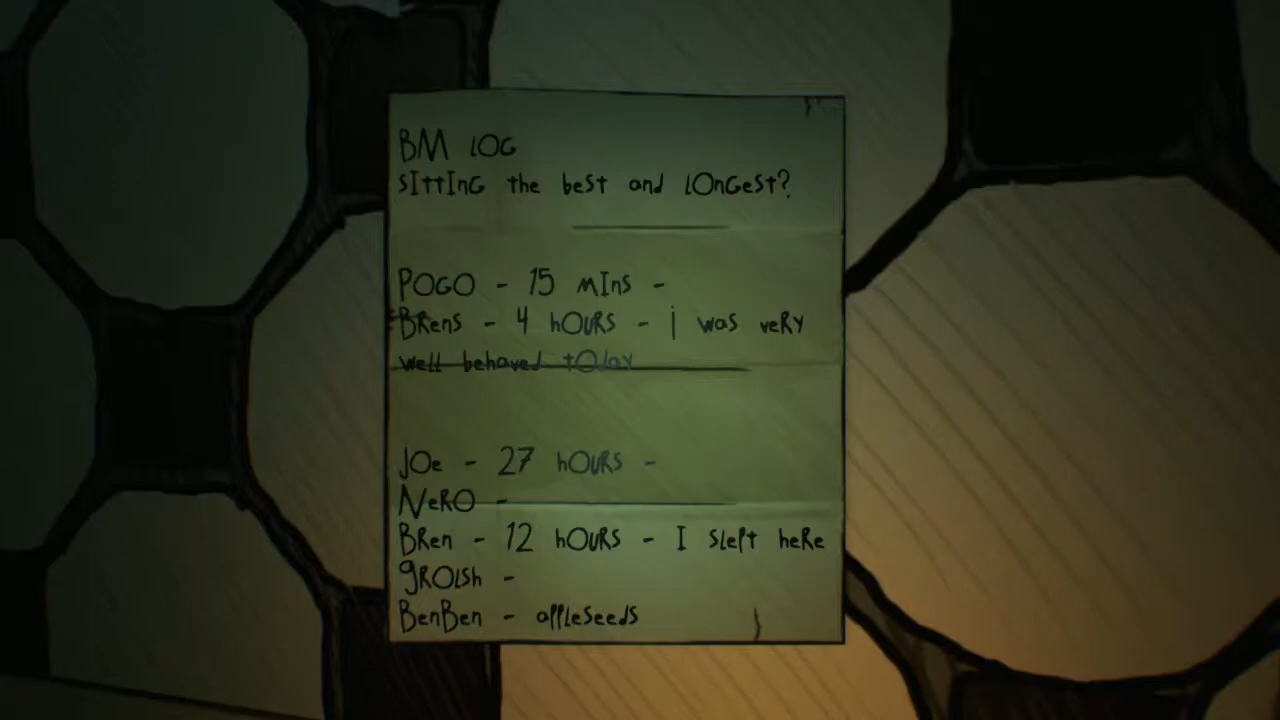 BM LOG
SITTING the best and LONGEST?
POGO - 15 MINS -
BRENS - 4 HOURS - i was very
well behaved today
JOE - 27 HOURS -
NERO -
BREN - 12 HOURS - I slept here
GROLSH -
BenBen - appleseeds